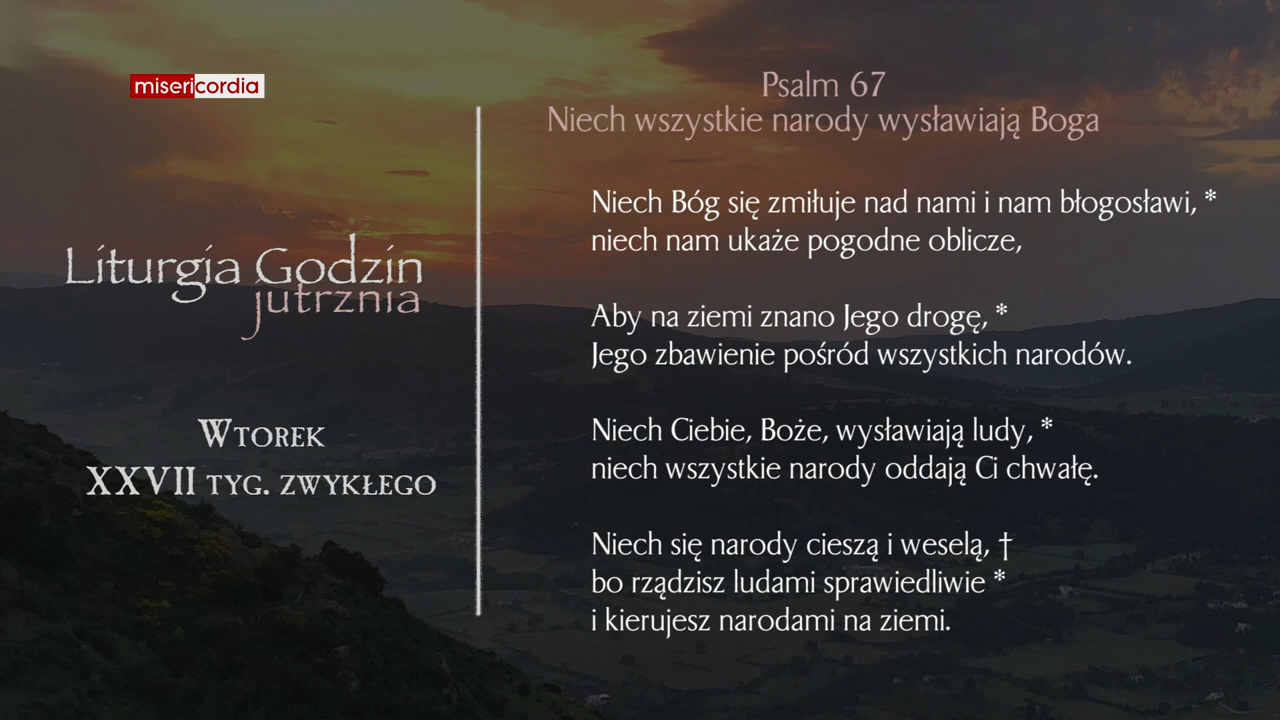 misericordia
Liturgia Godzin
jutrznia
Wtorek
XXVII tyg. zwykłego
Psalm 67
Niech wszystkie narody wysławiają Boga
Niech Bóg się zmiłuje nad nami i nam błogosławi, *
niech nam ukaże pogodne oblicze,
Aby na ziemi znano Jego drogę, *
Jego zbawienie pośród wszystkich narodów.
Niech Ciebie, Boże, wysławiają ludy, *
niech wszystkie narody oddają Ci chwałę.
Niech się narody cieszą i weselą, †
bo rządzisz ludami sprawiedliwie *
i kierujesz narodami na ziemi.